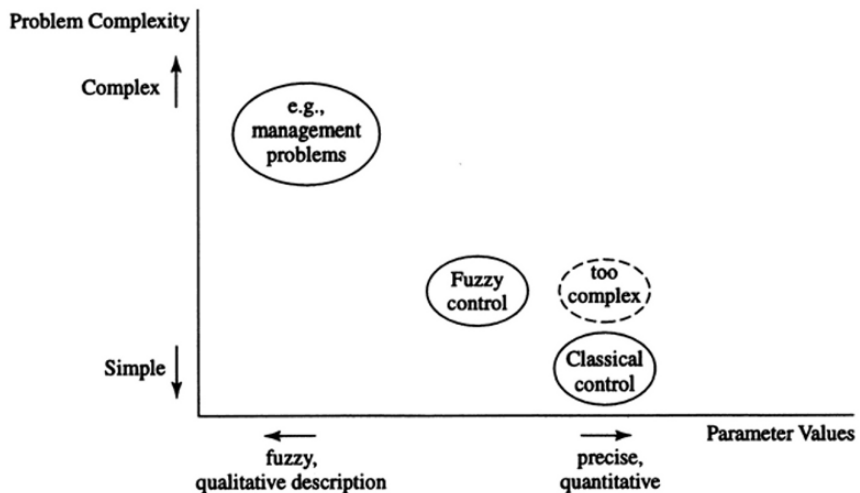 Problem Complexity
Complex
e.g.,
management
problems
Fuzzy
control
too
complex
Simple
Classical
control
Parameter Values
fuzzy,
qualitative description
precise,
quantitative